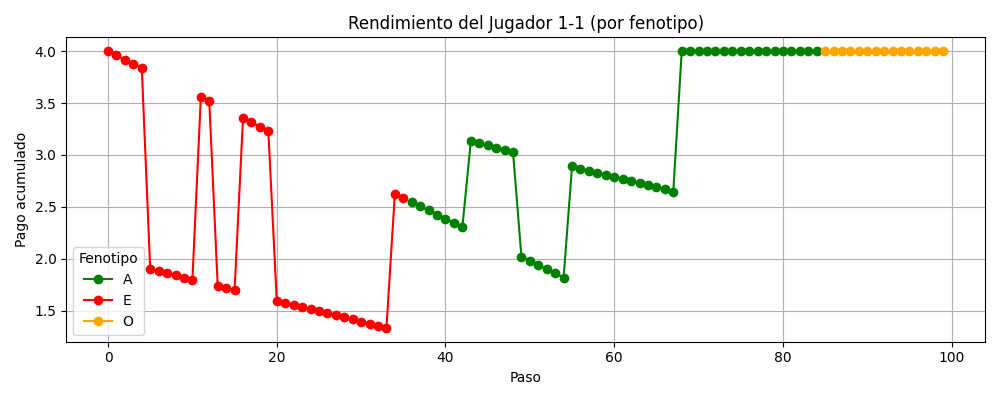 Rendimiento del Jugador 1-1 (por fenotipo)
Pago acumulado
4.0
3.5
3.0
2.5
2.0
1.5
Fenotipo
A
E
O
0 20 40 60 80 100
Paso